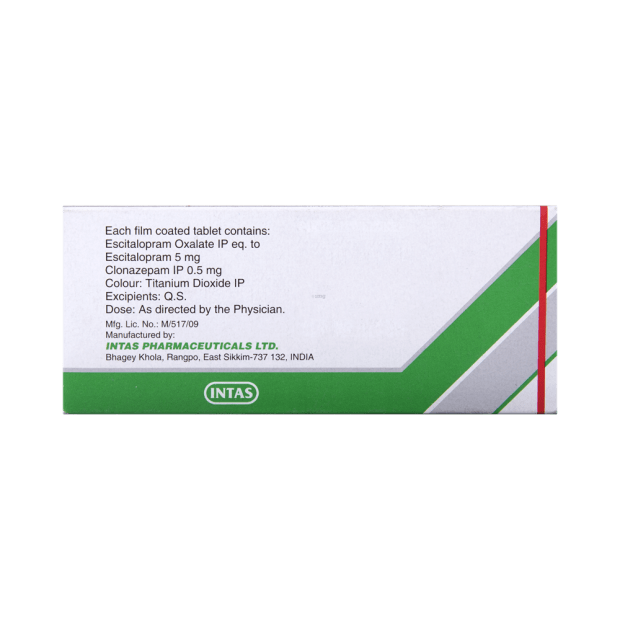 Each film coated tablet contains:
Escitalopram Oxalate IP eq. to
Escitalopram 5 mg
Clonazepam IP 0.5 mg
Colour: Titanium Dioxide IP
Excipients: Q.S.
Dose: As directed by the Physician.
Mfg. Lic. No.: M/517/09
Manufactured by:
INTAS PHARMACEUTICALS LTD.
Bhagey Khola, Rangpo, East Sikkim-737 132, INDIA
INTAS